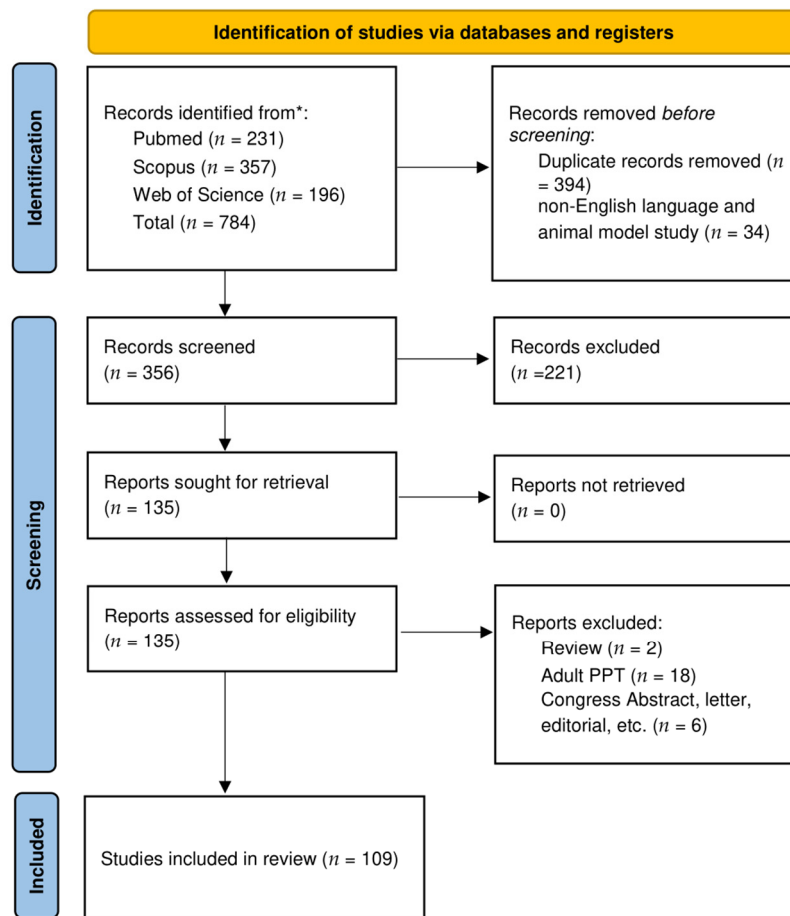 Identification of studies via databases and registers
Identification
Records identified from*:
Pubmed (n = 231)
Scopus (n = 357)
Web of Science (n = 196)
Total (n = 784)
Records removed before
screening:
Duplicate records removed (n
= 394)
non-English language and
animal model study (n = 34)
Screening
Records screened
(n = 356)
Records excluded
(n =221)
Reports sought for retrieval
(n = 135)
Reports not retrieved
(n = 0)
Reports assessed for eligibility
(n = 135)
Reports excluded:
Review (n = 2)
Adult PPT (n = 18)
Congress Abstract, letter,
editorial, etc. (n = 6)
Included
Studies included in review (n = 109)